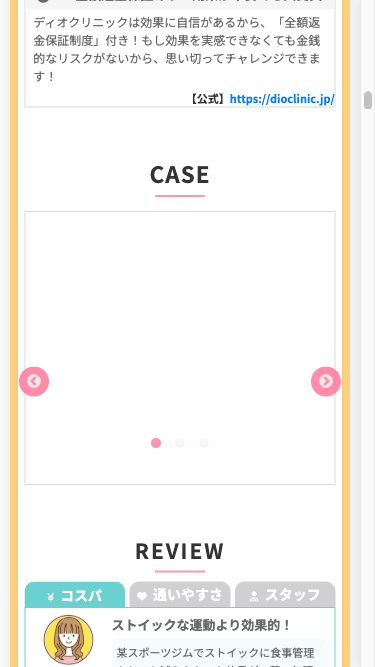 ディオクリニックは効果に自信があるから、「全額返
金保証制度」付き！もし効果を実感できなくても金銭
的なリスクがないから、思い切ってチャレンジできま
す！
【公式】https://dioclinic.jp/
CASE
REVIEW
¥ コスパ
通いやすさ
スタッフ
ストイックな運動より効果的！
某スポーツジムでストイックに食事管理